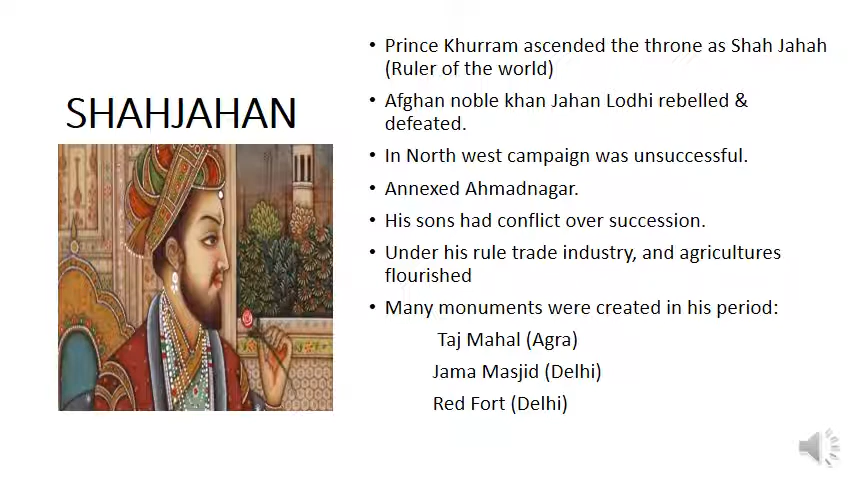 SHAHJAHAN
• Prince Khurram ascended the throne as Shah Jahah
(Ruler of the world)
• Afghan noble khan Jahan Lodhi rebelled &
defeated.
• In North west campaign was unsuccessful.
• Annexed Ahmadnagar.
• His sons had conflict over succession.
• Under his rule trade industry, and agricultures
flourished
• Many monuments were created in his period:
Taj Mahal (Agra)
Jama Masjid (Delhi)
Red Fort (Delhi)